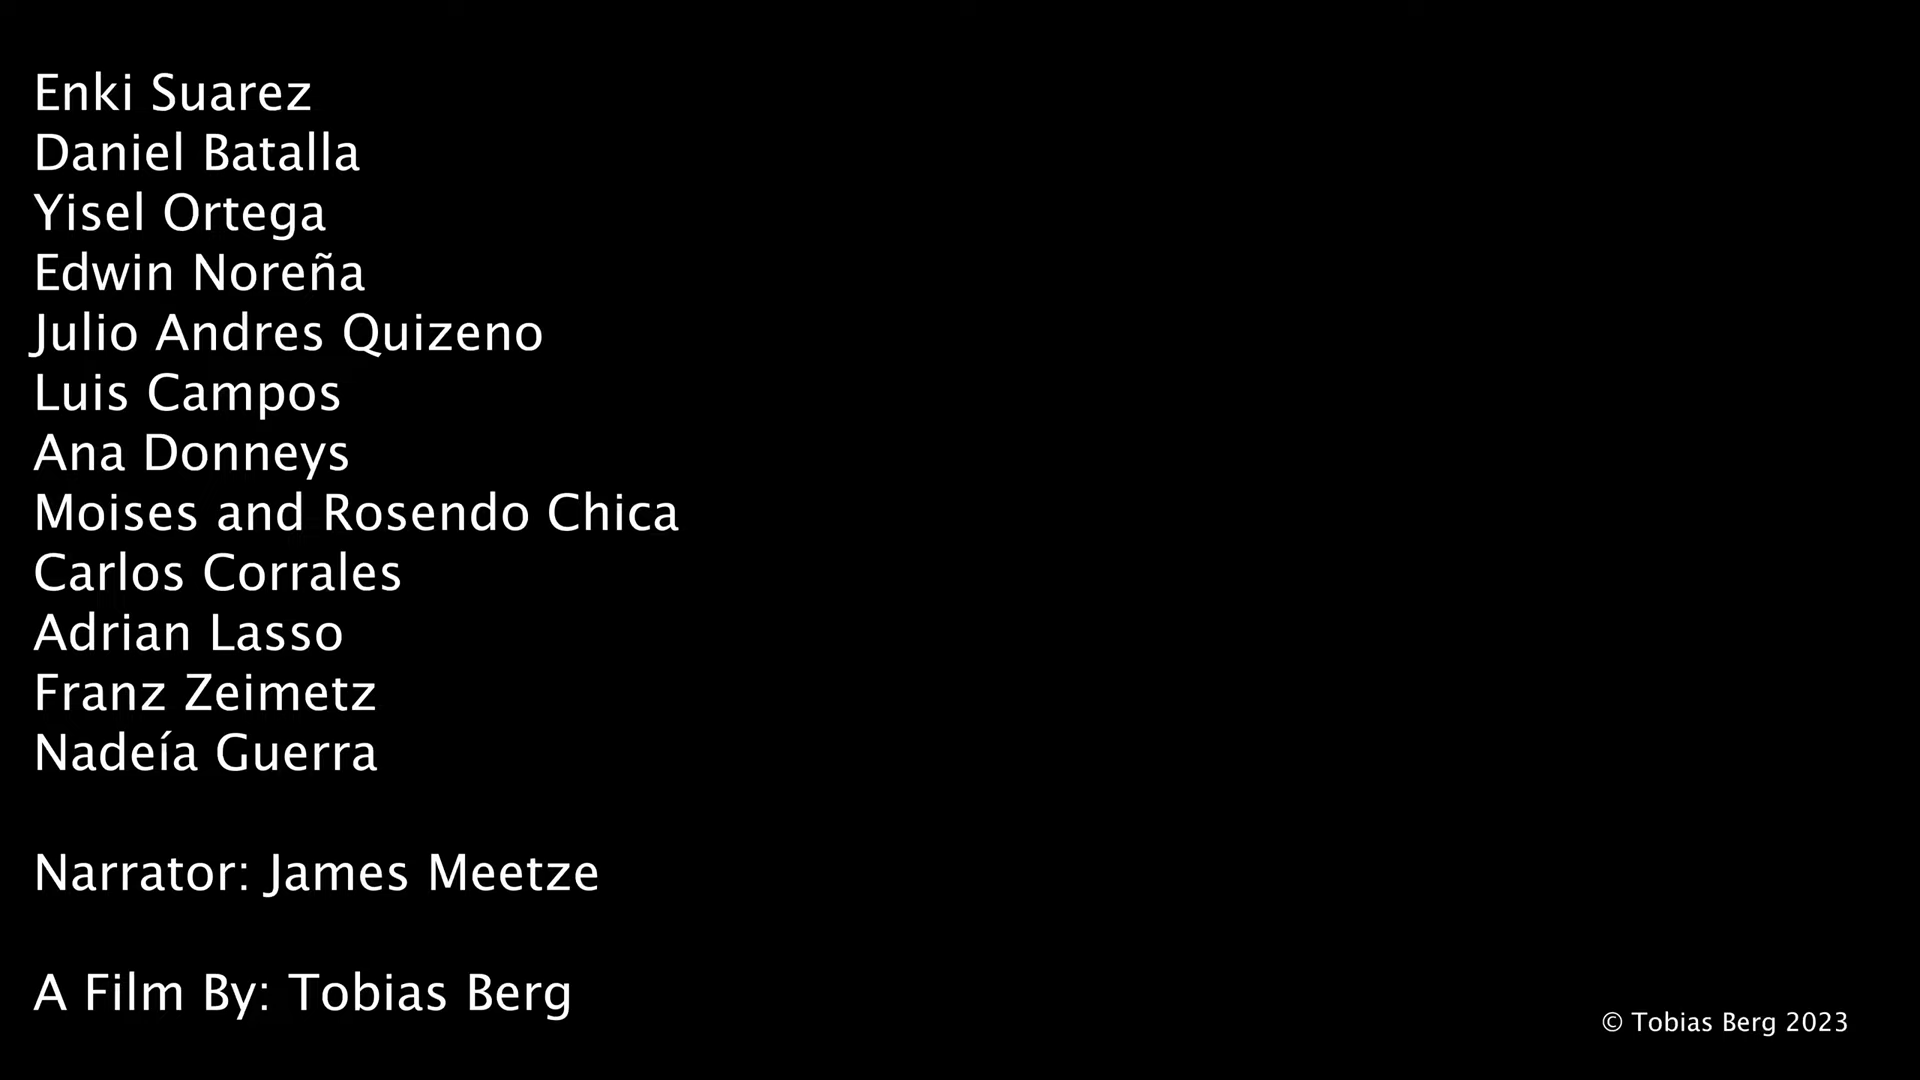 Enki Suarez
Daniel Batalla
Yisel Ortega
Edwin Noreña
Julio Andres Quizeno
Luis Campos
Ana Donneys
Moises and Rosendo Chica
Carlos Corrales
Adrian Lasso
Franz Zeimetz
Nadeía Guerra
Narrator: James Meetze
A Film By: Tobias Berg
© Tobias Berg 2023